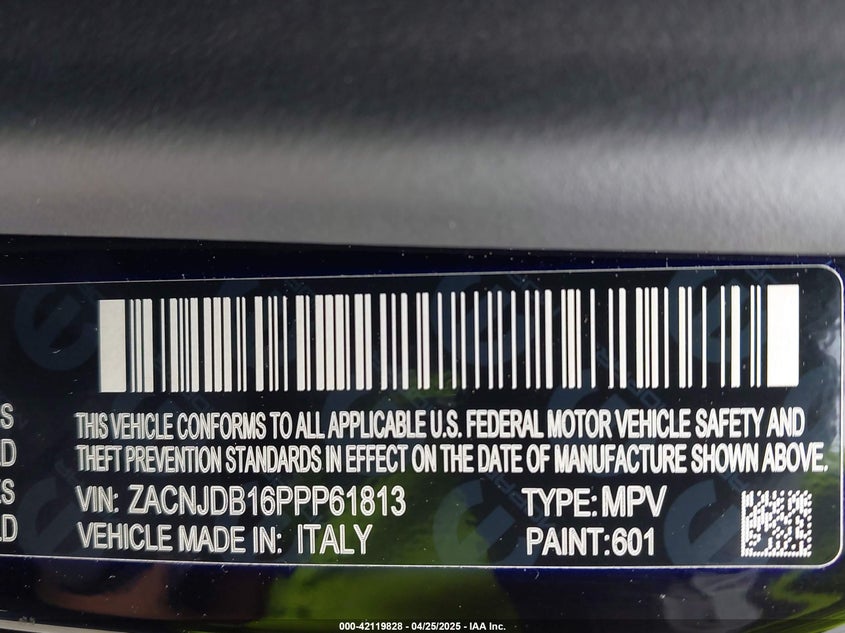 THIS VEHICLE CONFORMS TO ALL APPLICABLE U.S. FEDERAL MOTOR VEHICLE SAFETY AND
THEFT PREVENTION STANDARDS IN EFFECT ON THE DATE OF MANUFACTURE SHOWN ABOVE.
VIN: ZACNJDB16PPP61813 TYPE: MPV
VEHICLE MADE IN: ITALY PAINT:601
000-42119828 - 04/25/2025 - IAA Inc.